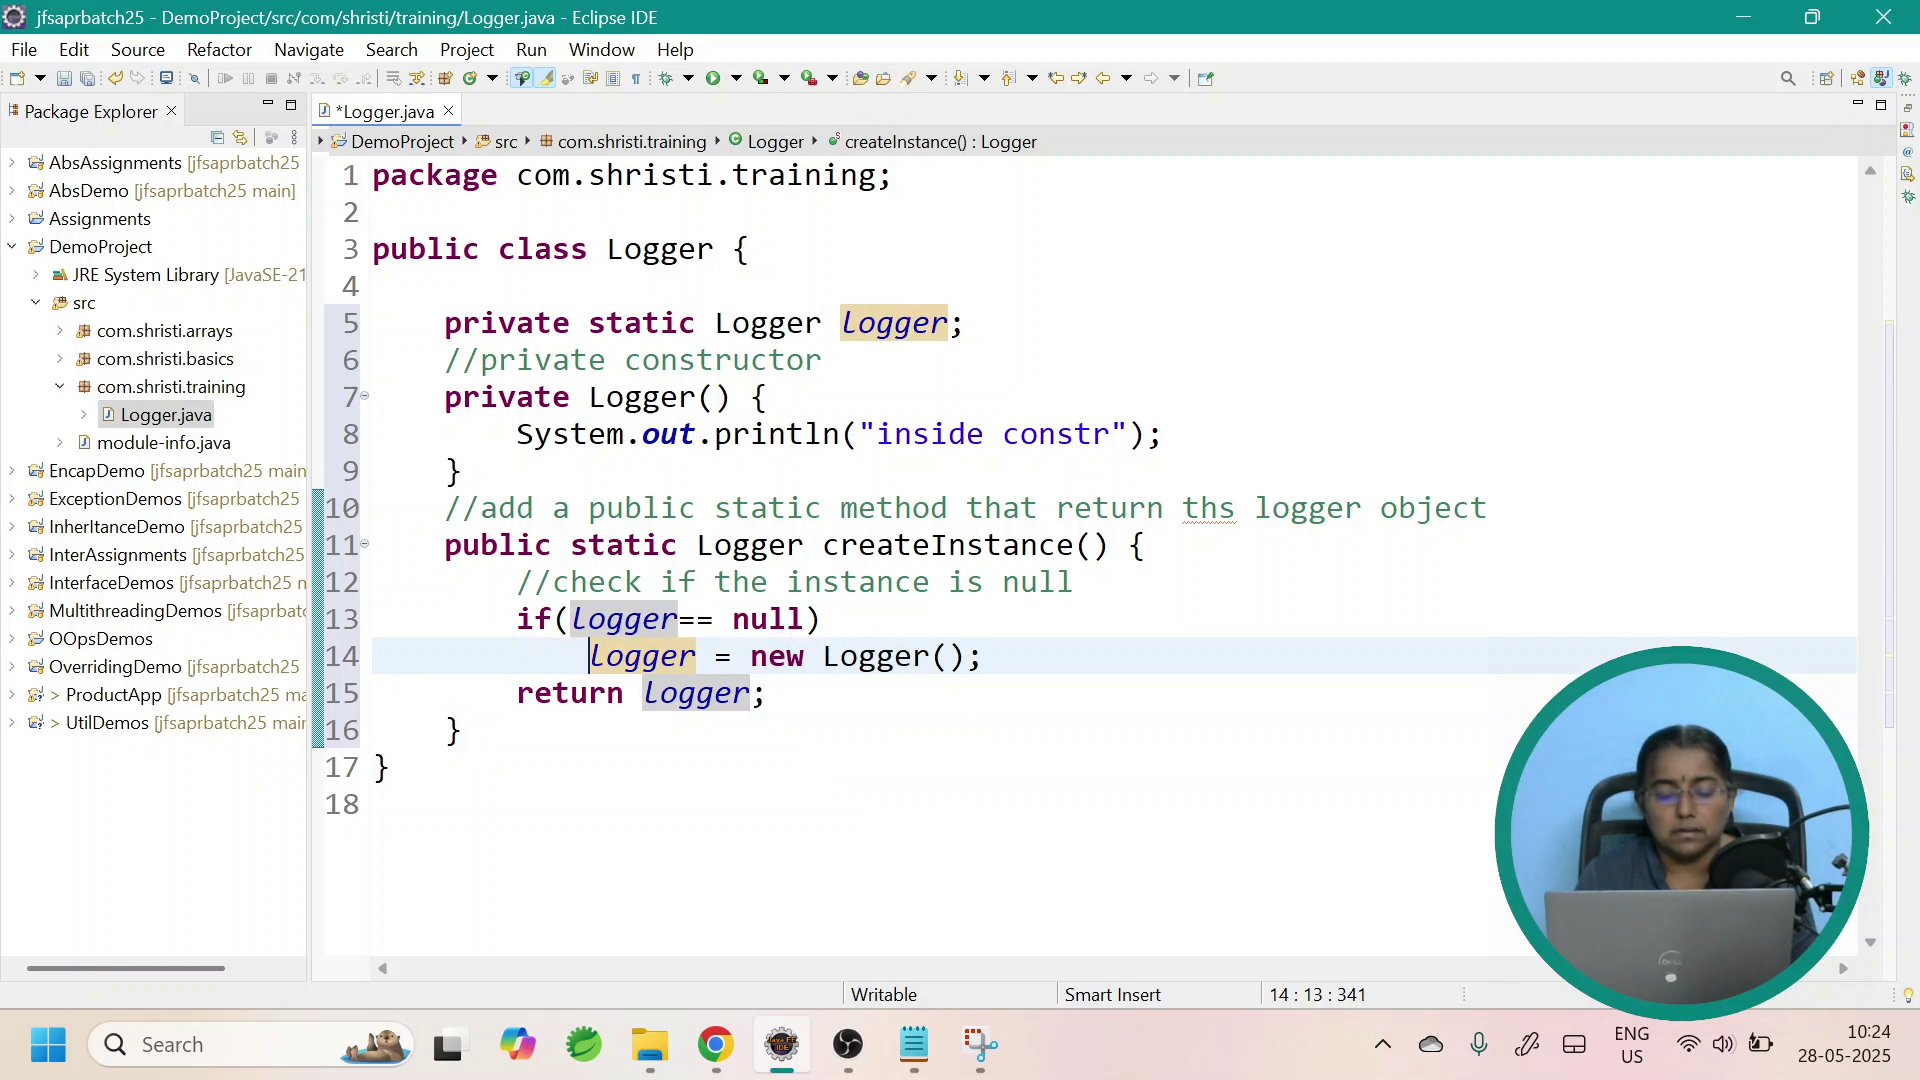 jfsaprbatch25 - DemoProject/src/com/shristi/training/Logger.java - Eclipse IDE
File Edit Source Refactor Navigate Search Project Run Window Help
Package Explorer
*Logger.java
DemoProject src com.shristi.training Logger createInstance() : Logger
AbsAssignments [jfsaprbatch25
AbsDemo [jfsaprbatch25 main]
Assignments
DemoProject
JRE System Library [JavaSE-21
src
com.shristi.arrays
com.shristi.basics
com.shristi.training
Logger.java
module-info.java
EncapDemo [jfsaprbatch25 main
ExceptionDemos [jfsaprbatch25
InherItanceDemo [jfsaprbatch25
InterAssignments [jfsaprbatch25
InterfaceDemos [jfsaprbatch25 m
MultithreadingDemos [jfsaprbatc
OOpsDemos
OverridingDemo [jfsaprbatch25
> ProductApp [jfsaprbatch25 ma
> UtilDemos [jfsaprbatch25 main
1 package com.shristi.training;
2
3 public class Logger {
4
5 private static Logger logger;
6 //private constructor
7 private Logger() {
8 System.out.println("inside constr");
9 }
10 //add a public static method that return ths logger object
11 public static Logger createInstance() {
12 //check if the instance is null
13 if(logger== null)
14 logger = new Logger();
15 return logger;
16 }
17 }
18
Writable Smart Insert 14 : 13 : 341
DELL
Search
ENG
US
10:24
28-05-2025